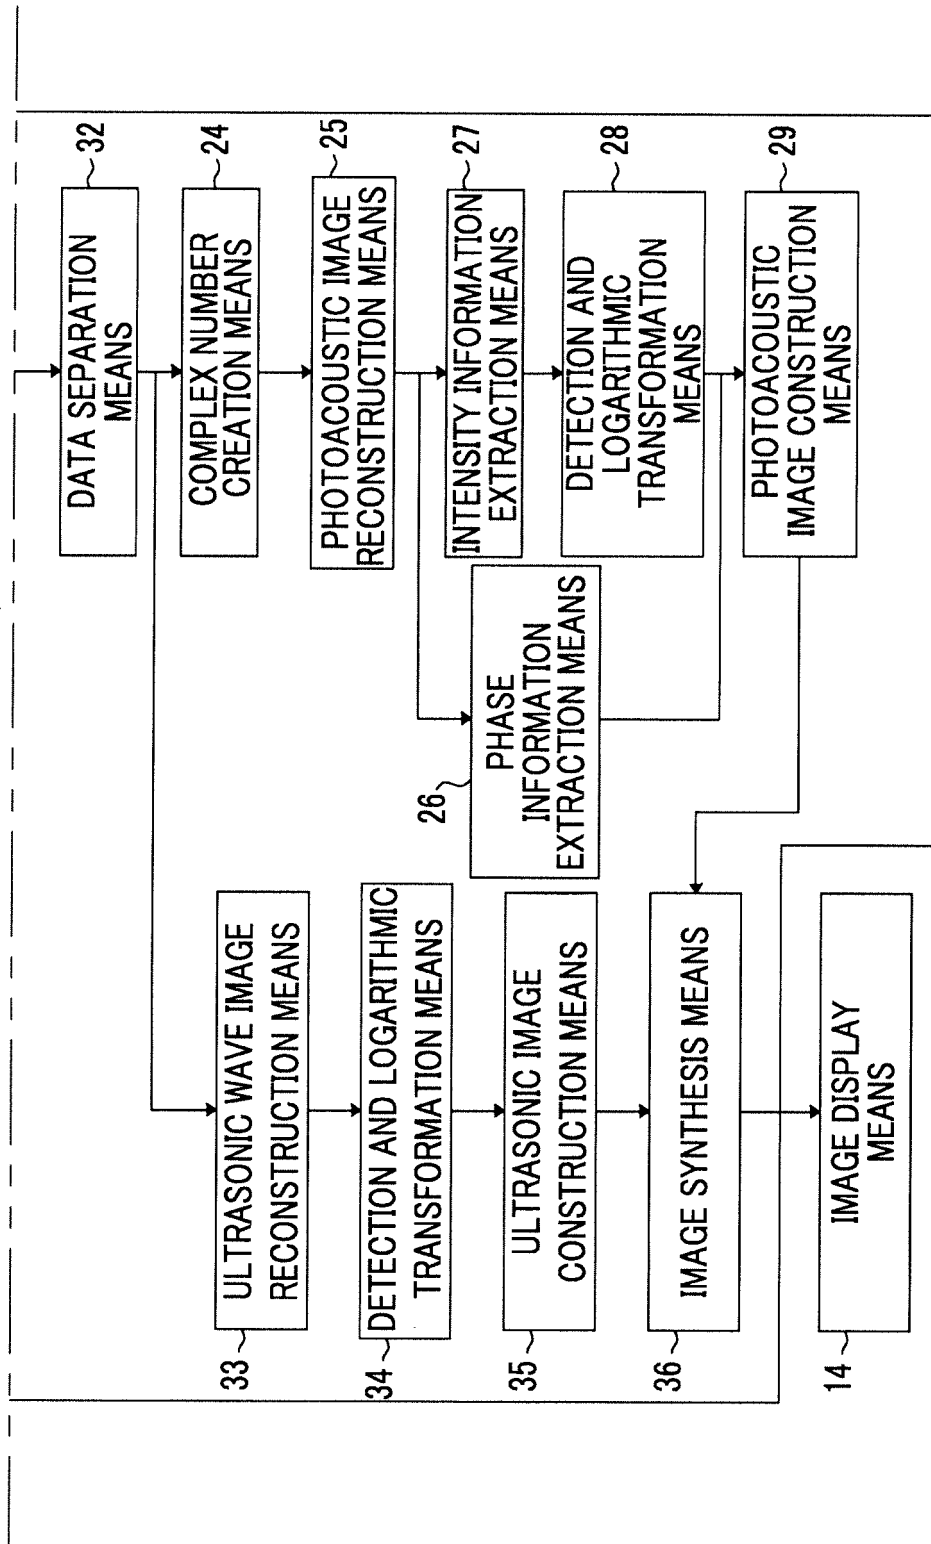 32
DATA SEPARATION
MEANS
24
COMPLEX NUMBER
CREATION MEANS
25
PHOTOACOUSTIC IMAGE
RECONSTRUCTION MEANS
27
INTENSITY INFORMATION
EXTRACTION MEANS
28
DETECTION AND
LOGARITHMIC
TRANSFORMATION
MEANS
29
PHOTOACOUSTIC
IMAGE CONSTRUCTION
MEANS
26
PHASE
INFORMATION
EXTRACTION MEANS
33
ULTRASONIC WAVE IMAGE
RECONSTRUCTION MEANS
34
DETECTION AND LOGARITHMIC
TRANSFORMATION MEANS
35
ULTRASONIC IMAGE
CONSTRUCTION MEANS
36
IMAGE SYNTHESIS MEANS
14
IMAGE DISPLAY
MEANS